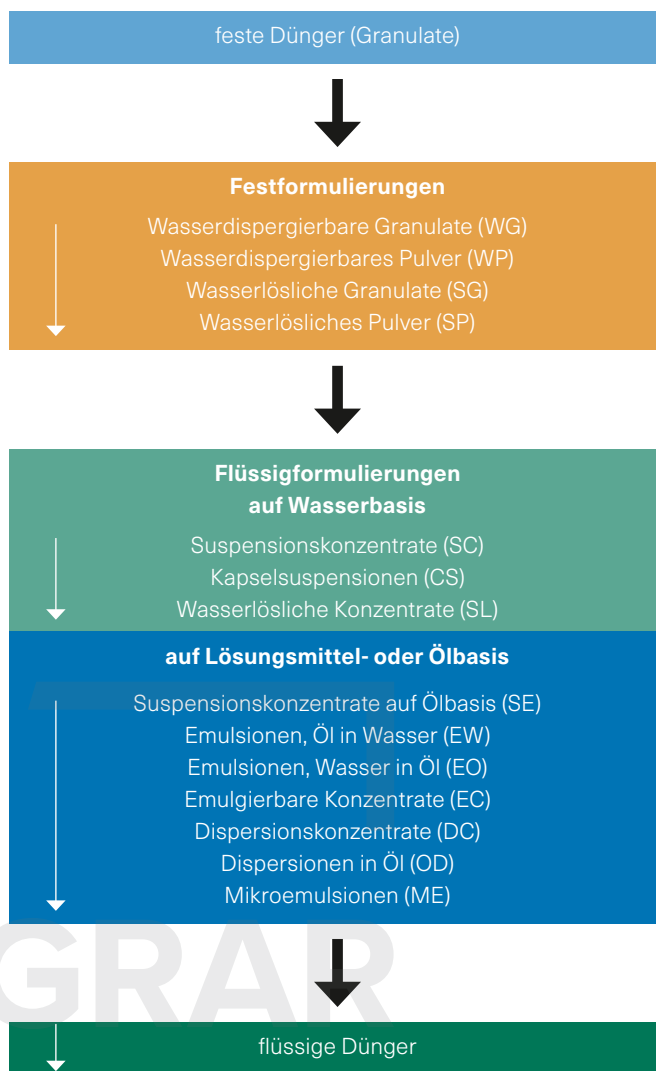 feste Dünger (Granulate)
Festformulierungen
Wasserdispergierbare Granulate (WG)
Wasserdispergierbares Pulver (WP)
Wasserlösliche Granulate (SG)
Wasserlösliches Pulver (SP)
Flüssigformulierungen
auf Wasserbasis
Suspensionskonzentrate (SC)
Kapselsuspensionen (CS)
Wasserlösliche Konzentrate (SL)
auf Lösungsmittel- oder Ölbasis
Suspensionskonzentrate auf Ölbasis (SE)
Emulsionen, Öl in Wasser (EW)
Emulsionen, Wasser in Öl (EO)
Emulgierbare Konzentrate (EC)
Dispersionskonzentrate (DC)
Dispersionen in Öl (OD)
Mikroemulsionen (ME)
GRAR
flüssige Dünger